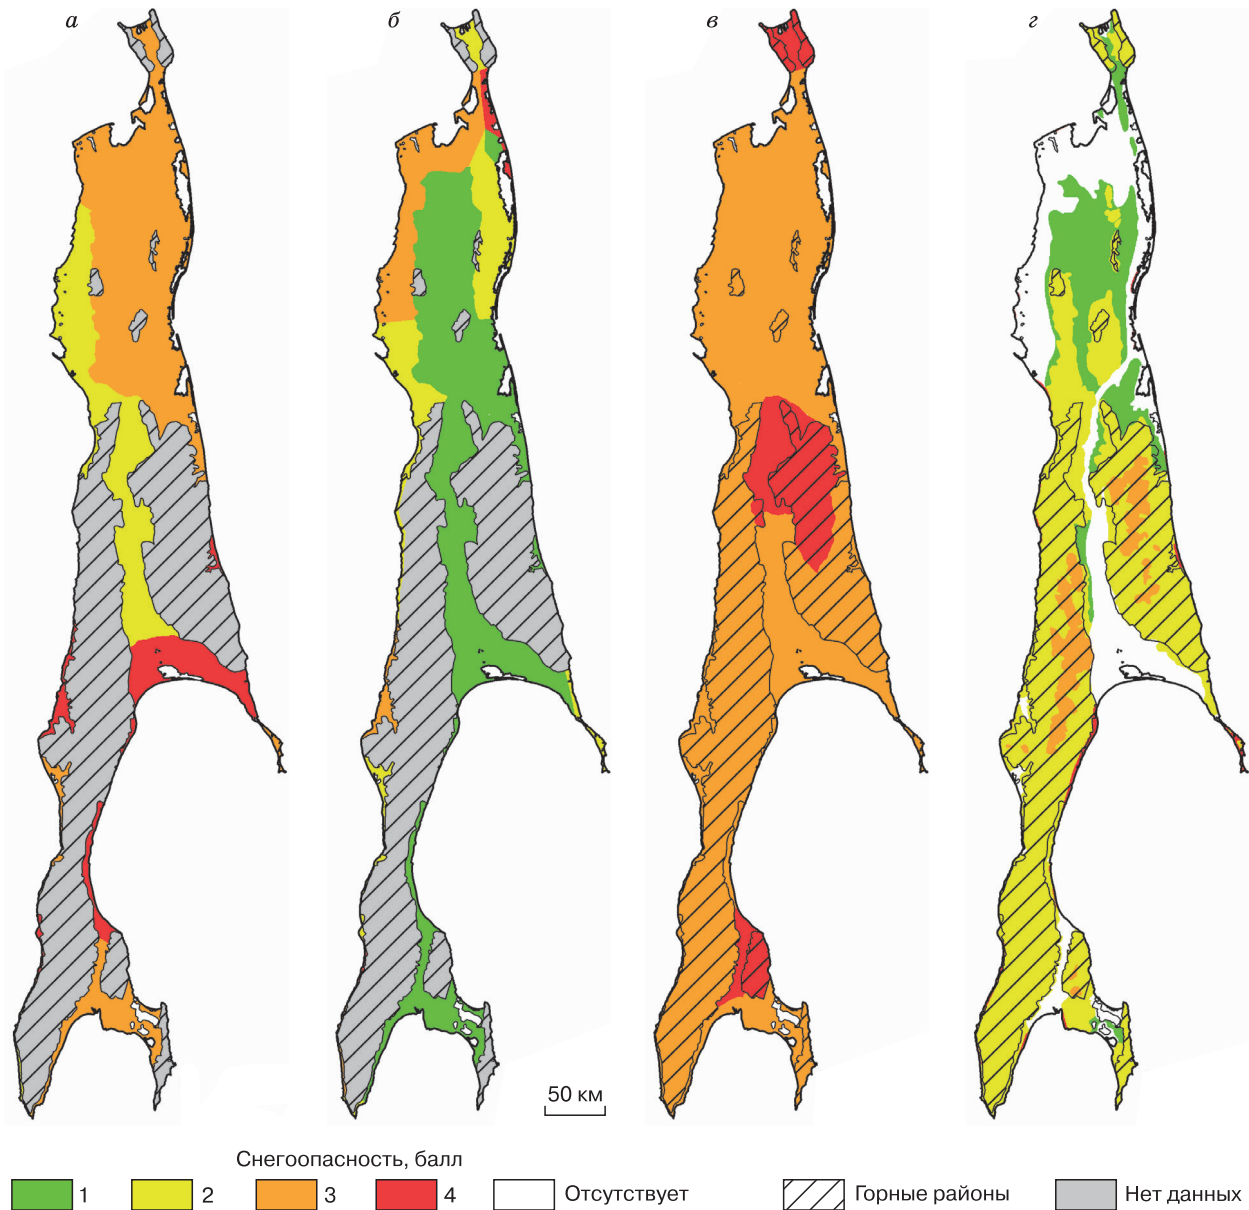 а б в г
50 км
Снегоопасность, балл
1 2 3 4 Отсутствует Горные районы Нет данных